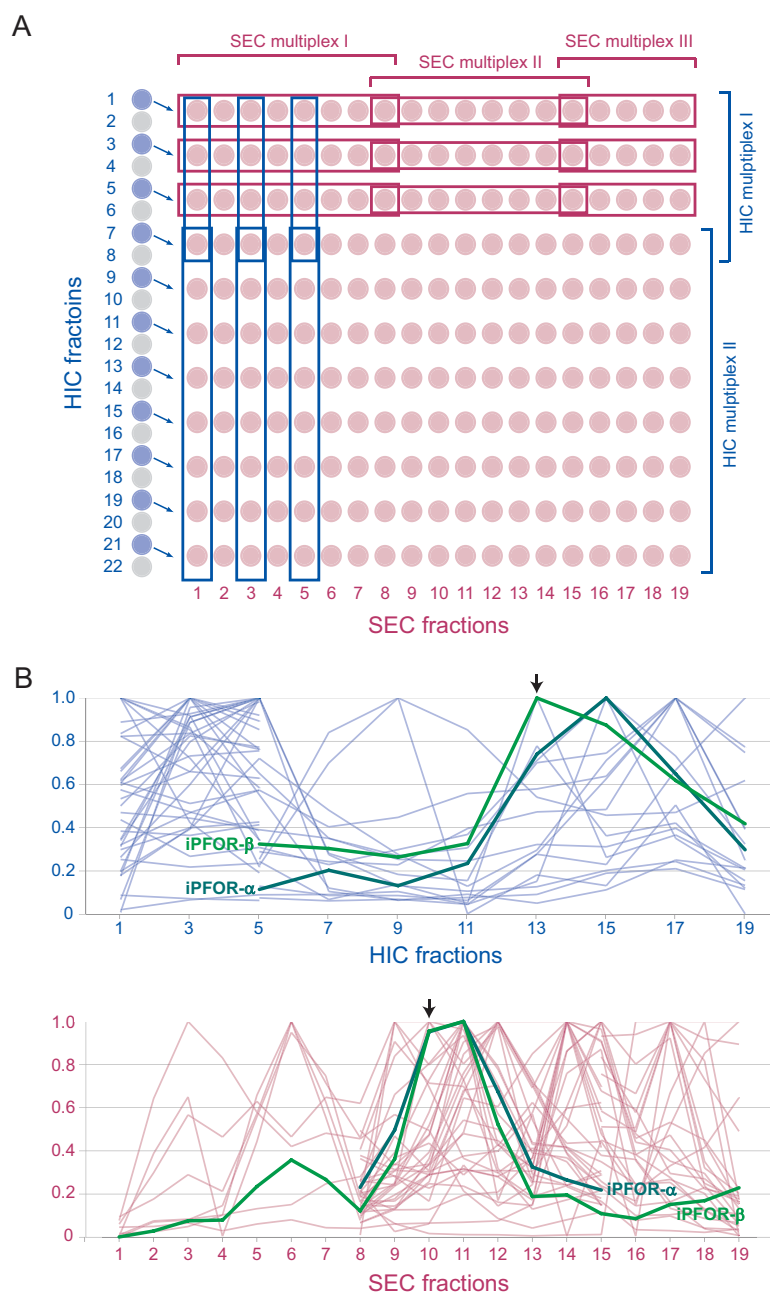 A
SEC multiplex I
SEC multiplex II
SEC multiplex III
HIC fractoins
1
2
3
4
5
6
7
8
9
10
11
12
13
14
15
16
17
18
19
20
21
22
HIC mulptiplex I
HIC mulptiplex II
1 2 3 4 5 6 7 8 9 10 11 12 13 14 15 16 17 18 19
SEC fractions
B
1.0
0.8
0.6
0.4
0.2
0
iPFOR-β
iPFOR-α
1 3 5 7 9 11 13 15 17 19
HIC fractions
1.0
0.8
0.6
0.4
0.2
0
iPFOR-α
iPFOR-β
1 2 3 4 5 6 7 8 9 10 11 12 13 14 15 16 17 18 19
SEC fractions